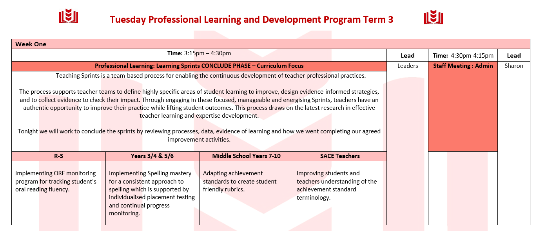 Tuesday Professional Learning and Development Program Term 3
Week One
Time: 3:15pm – 4:30pm
Lead
Time: 4:30pm 4:15pm
Lead
Professional Learning: Learning Sprints CONCLUDE PHASE – Curriculum Focus
Leaders
Staff Meeting : Admin
Sharon
Teaching Sprints is a team-based process for enabling the continuous development of teacher professional practices.
The process supports teacher teams to define highly specific areas of student learning to improve, design evidence-informed strategies,
and to collect evidence to check their impact. Through engaging in these focused, manageable and energising Sprints, teachers have an
authentic opportunity to improve their practice while lifting student outcomes. This process draws on the latest research in effective
teacher learning and expertise development.
Tonight we will work to conclude the sprints by reviewing processes, data, evidence of learning and how we went completing our agreed
improvement activities.
Years 3/4 & 5/6
Middle School Years 7-10
SACE Teachers
Implementing ORF monitoring
program for tracking student's
oral reading fluency.
Implementing Spelling mastery
for a consistent approach to
spelling which is supported by
individualised placement testing
and continual progress
monitoring.
Adapting achievement
standards to create student
friendly rubrics.
Improving students and
teachers understanding of the
achievement standard
terminology.